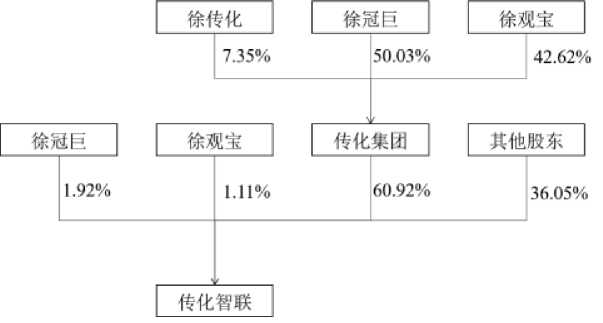 徐传化 徐冠巨 徐观宝
7.35% 50.03% 42.62%
徐冠巨 徐观宝 传化集团 其他股东
1.92% 1.11% 60.92% 36.05%
传化智联